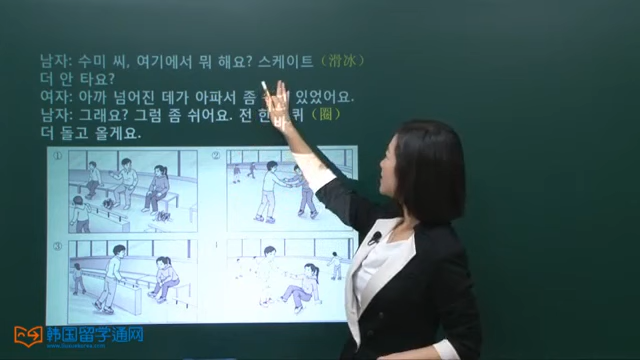 남자: 수미 씨, 여기에서 뭐 해요? 스케이트（滑冰）
더 안 타요?
여자: 아까 넘어진 데가 아파서 좀 있었어요.
남자: 그래요? 그럼 좀 쉬어요. 전 한 바퀴（圈）
더 돌고 올게요.
①
②
③
韩国留学通网